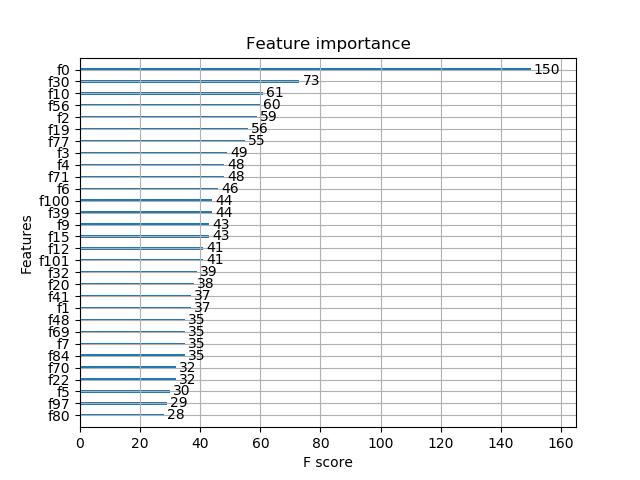 Feature importance
f0 150
f30 73
f10 61
f56 60
f2 59
f19 56
f77 55
f3 49
f4 48
f71 48
f6 46
f100 44
f39 44
f9 43
f15 43
f12 41
f101 41
f32 39
f20 38
f41 37
f1 37
f48 35
f69 35
f7 35
f84 35
f70 32
f22 32
f5 30
f97 29
f80 28
Features
0 20 40 60 80 100 120 140 160
F score